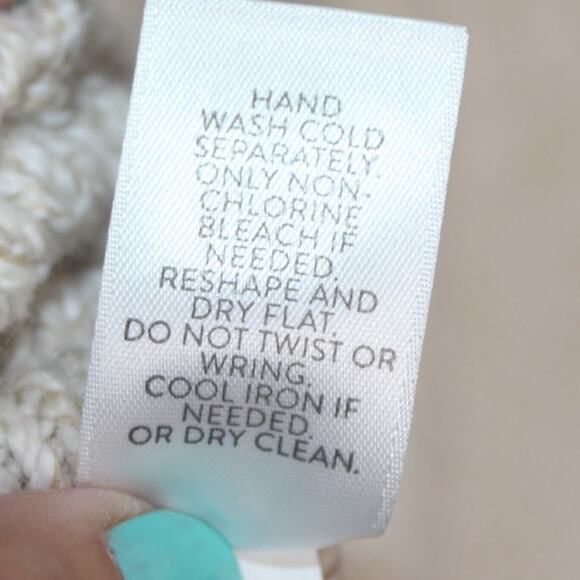 HAND
WASH COLD
SEPARATELY.
ONLY NON-
CHLORINE
BLEACH IF
NEEDED.
RESHAPE AND
DRY FLAT.
DO NOT TWIST OR
WRING.
COOL IRON IF
NEEDED.
OR DRY CLEAN.